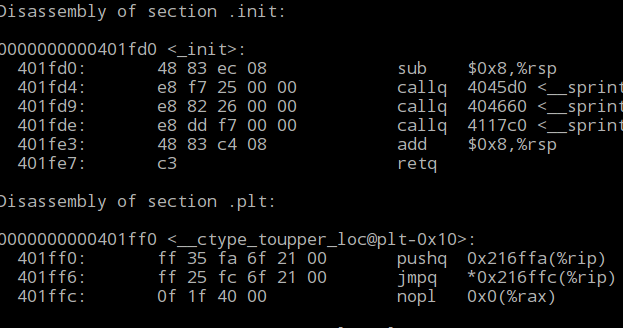 Disassembly of section .init:
0000000000401fd0 <_init>:
401fd0: 48 83 ec 08 sub $0x8,%rsp
401fd4: e8 f7 25 00 00 callq 4045d0 <__sprint
401fd9: e8 82 26 00 00 callq 404660 <__sprint
401fde: e8 dd f7 00 00 callq 4117c0 <__sprint
401fe3: 48 83 c4 08 add $0x8,%rsp
401fe7: c3 retq
Disassembly of section .plt:
0000000000401ff0 <__ctype_toupper_loc@plt-0x10>:
401ff0: ff 35 fa 6f 21 00 pushq 0x216ffa(%rip)
401ff6: ff 25 fc 6f 21 00 jmpq *0x216ffc(%rip)
401ffc: 0f 1f 40 00 nopl 0x0(%rax)